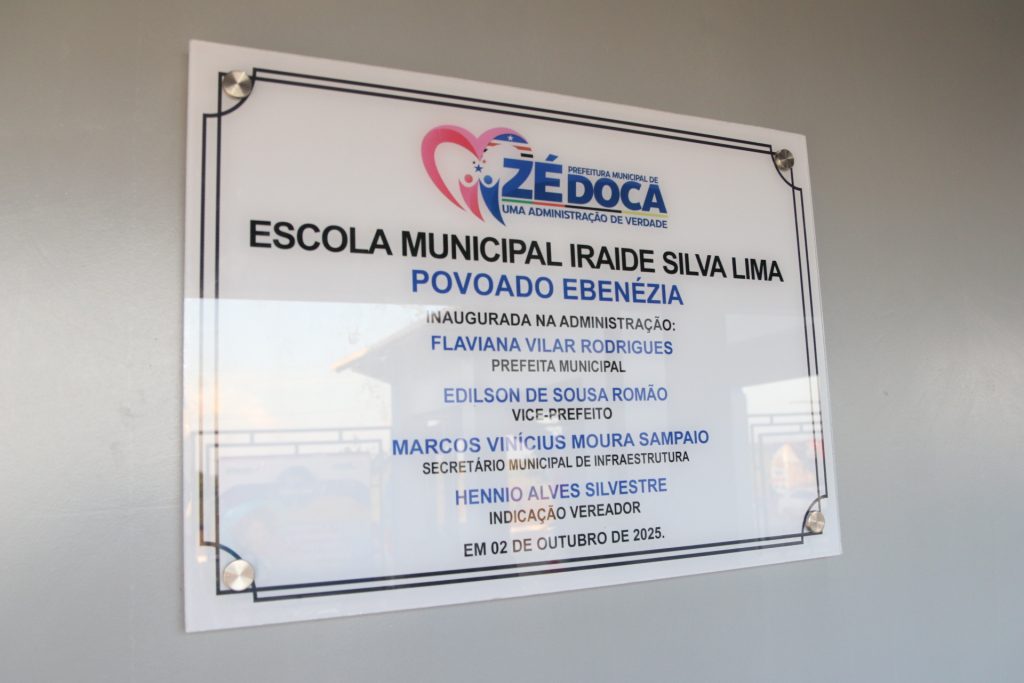 PREFEITURA MUNICIPAL DE
ZÉ DOCA
UMA ADMINISTRAÇÃO DE VERDADE
ESCOLA MUNICIPAL IRAIDE SILVA LIMA
POVOADO EBENÉZIA
INAUGURADA NA ADMINISTRAÇÃO:
FLAVIANA VILAR RODRIGUES
PREFEITA MUNICIPAL
EDILSON DE SOUSA ROMÃO
VICE-PREFEITO
MARCOS VINÍCIUS MOURA SAMPAIO
SECRETÁRIO MUNICIPAL DE INFRAESTRUTURA
HENNIO ALVES SILVESTRE
INDICAÇÃO VEREADOR
EM 02 DE OUTUBRO DE 2025.